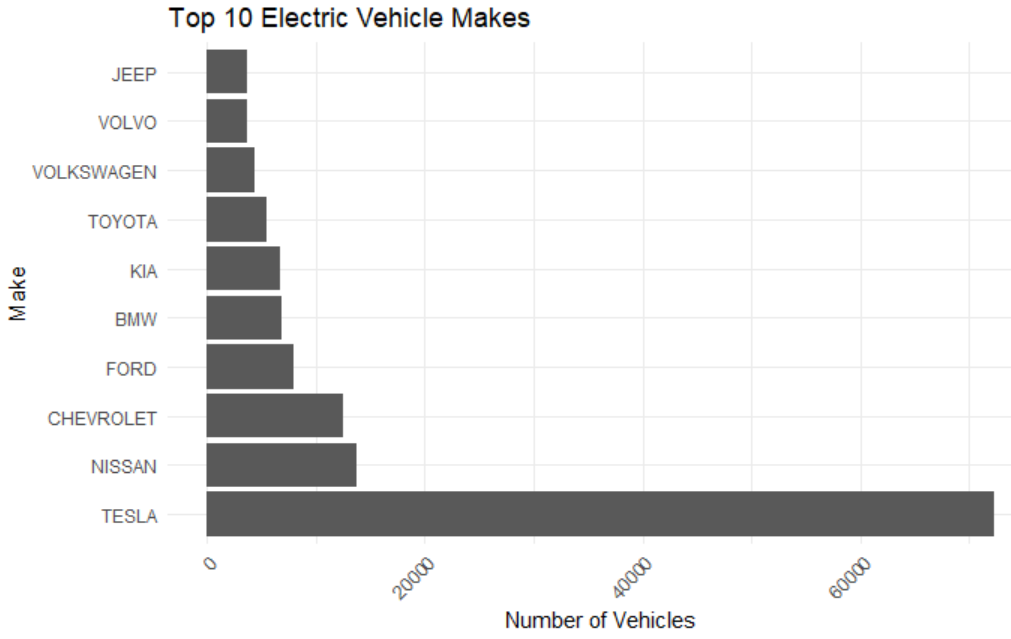 Top 10 Electric Vehicle Makes
JEEP
VOLVO
VOLKSWAGEN
TOYOTA
KIA
BMW
FORD
CHEVROLET
NISSAN
TESLA
Make
0
20000
40000
60000
Number of Vehicles